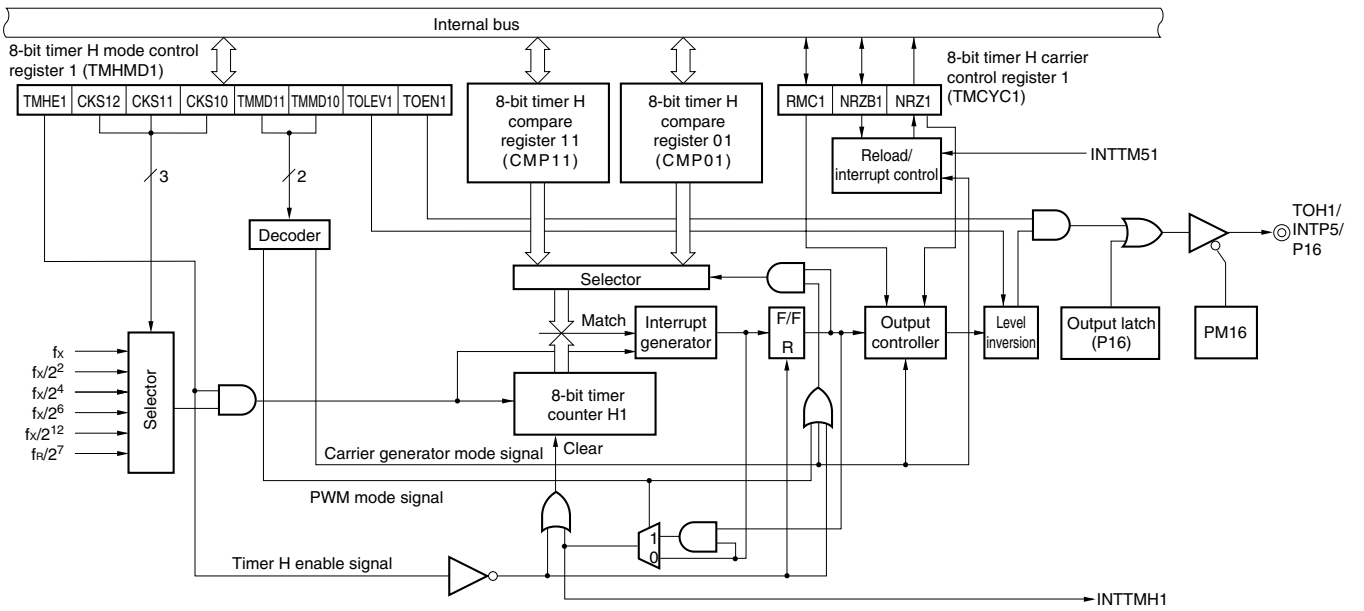 Internal bus
8-bit timer H mode control
register 1 (TMHMD1)
8-bit timer H carrier
control register 1
(TMCYC1)
TMHE1 CKS12 CKS11 CKS10 TMMD11 TMMD10 TOLEV1 TOEN1
8-bit timer H
compare
register 11
(CMP11)
8-bit timer H
compare
register 01
(CMP01)
RMC1 NRZB1 NRZ1
Reload/
interrupt control
INTTM51
3
2
Decoder
TOH1/
INTP5/
P16
Selector
Match
Interrupt
generator
F/F
R
Output
controller
Level
inversion
Output latch
(P16)
PM16
fX
fX/2²
fX/2⁴
fX/2⁶
fX/2¹²
fR/2⁷
Selector
8-bit timer
counter H1
Clear
Carrier generator mode signal
PWM mode signal
1
0
Timer H enable signal
INTTMH1